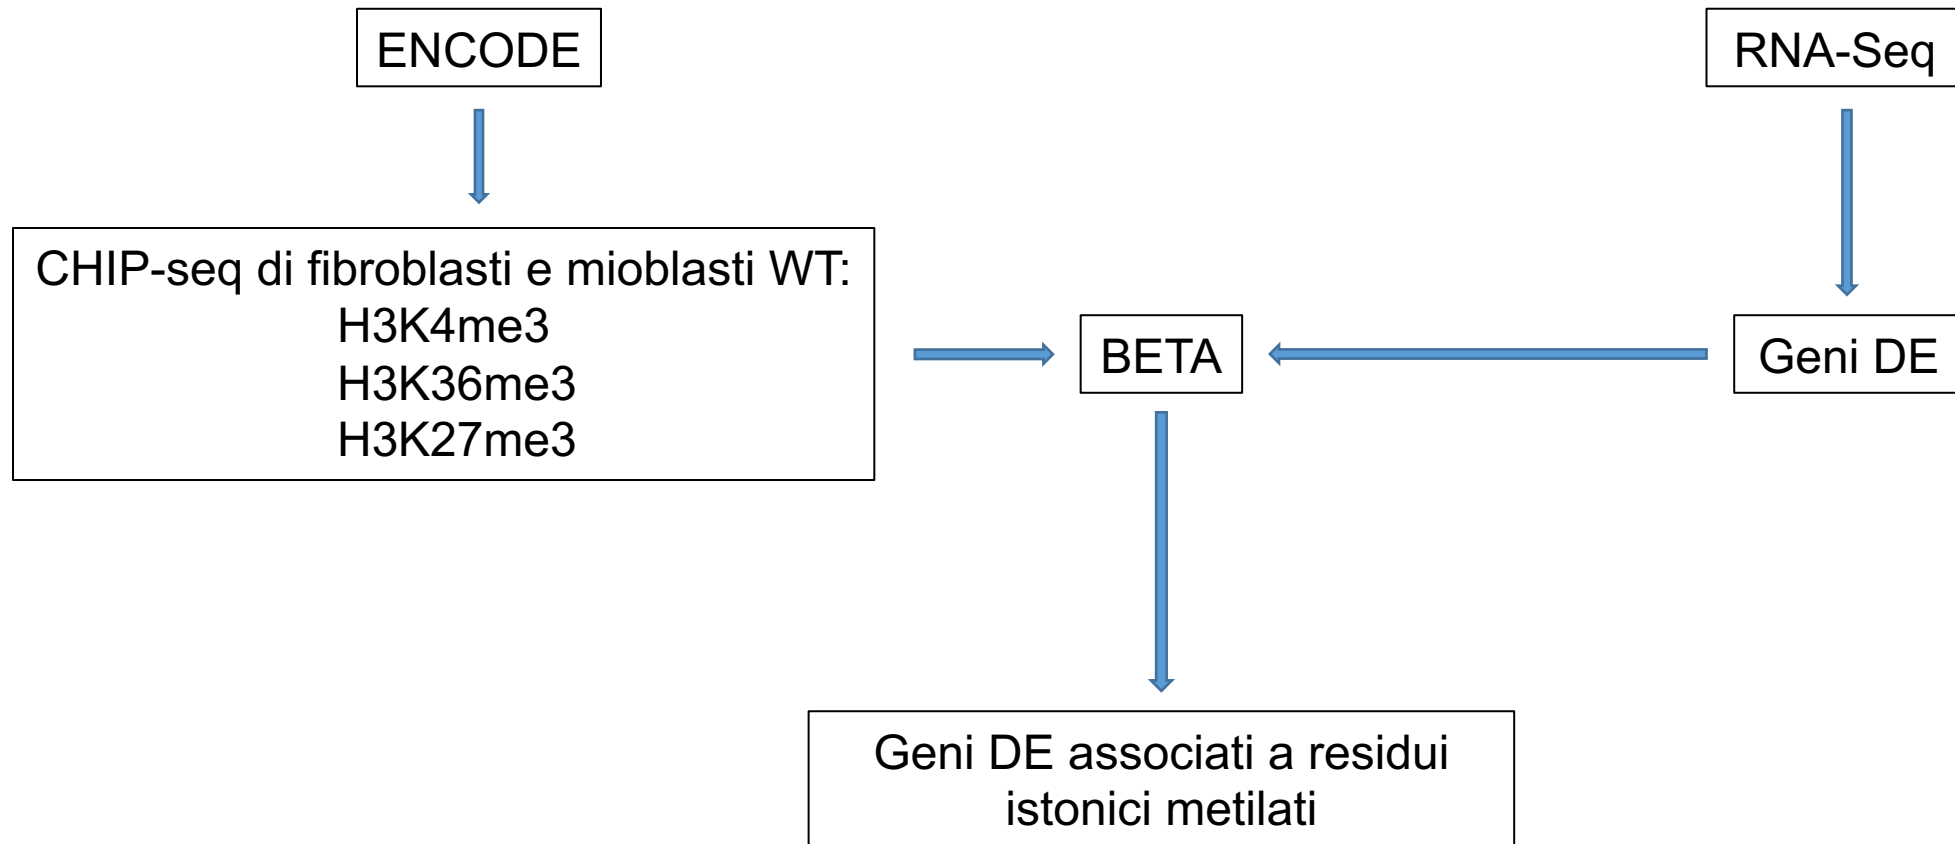 ENCODE
RNA-Seq
CHIP-seq di fibroblasti e mioblasti WT:
H3K4me3
H3K36me3
H3K27me3
BETA
Geni DE
Geni DE associati a residui
istonici metilati